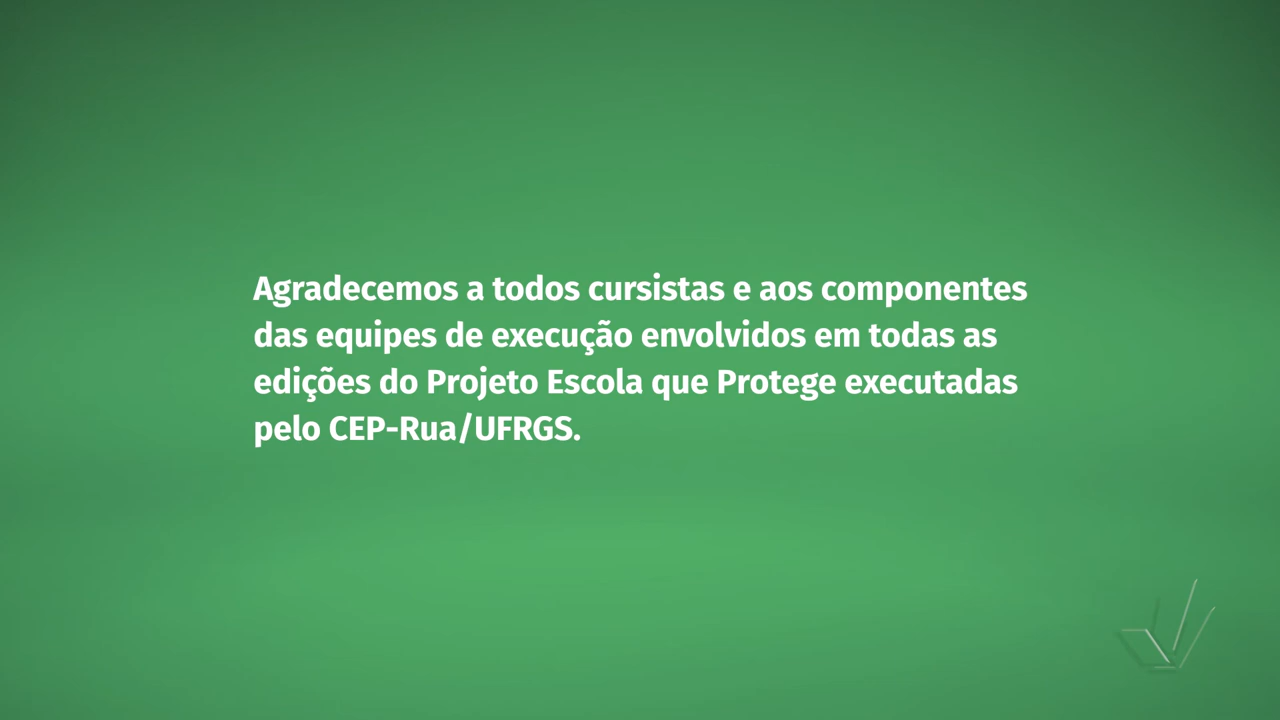 Agradecemos a todos cursistas e aos componentes
das equipes de execução envolvidos em todas as
edições do Projeto Escola que Protege executadas
pelo CEP-Rua/UFRGS.